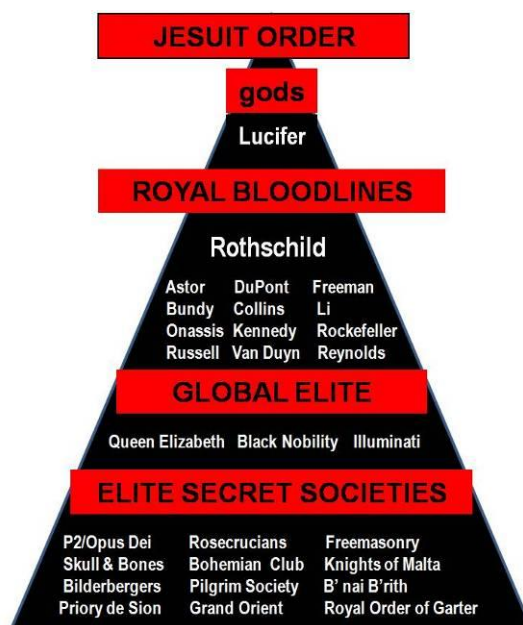 JESUIT ORDER
gods
Lucifer
ROYAL BLOODLINES
Rothschild
Astor DuPont Freeman
Bundy Collins Li
Onassis Kennedy Rockefeller
Russell Van Duyn Reynolds
GLOBAL ELITE
Queen Elizabeth Black Nobility Illuminati
ELITE SECRET SOCIETIES
P2/Opus Dei Rosecrucians Freemasonry
Skull & Bones Bohemian Club Knights of Malta
Bilderbergers Pilgrim Society B' nai B'rith
Priory de Sion Grand Orient Royal Order of Garter